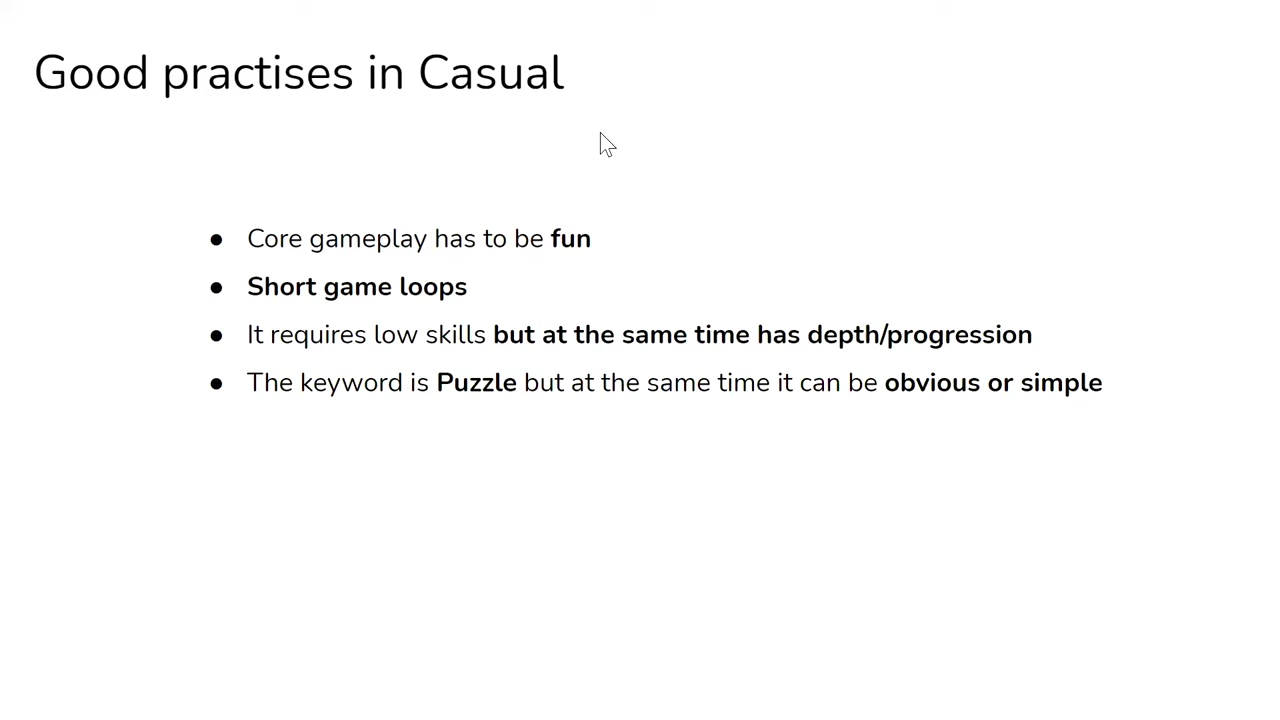 Good practises in Casual
● Core gameplay has to be fun
● Short game loops
● It requires low skills but at the same time has depth/progression
● The keyword is Puzzle but at the same time it can be obvious or simple